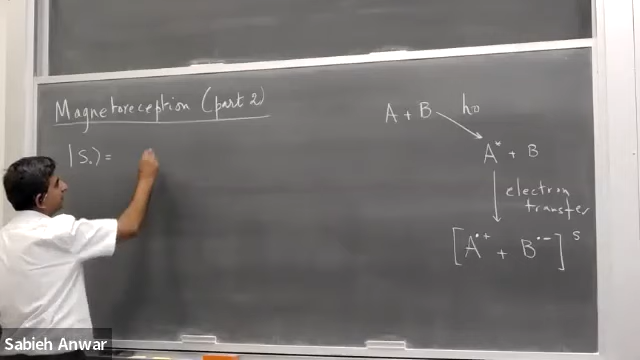 Magnetoreception (part 2)
|S₀⟩ =
A + B hν
A* + B
electron
transfer
[A•+ + B•−]ˢ
Sabieh Anwar